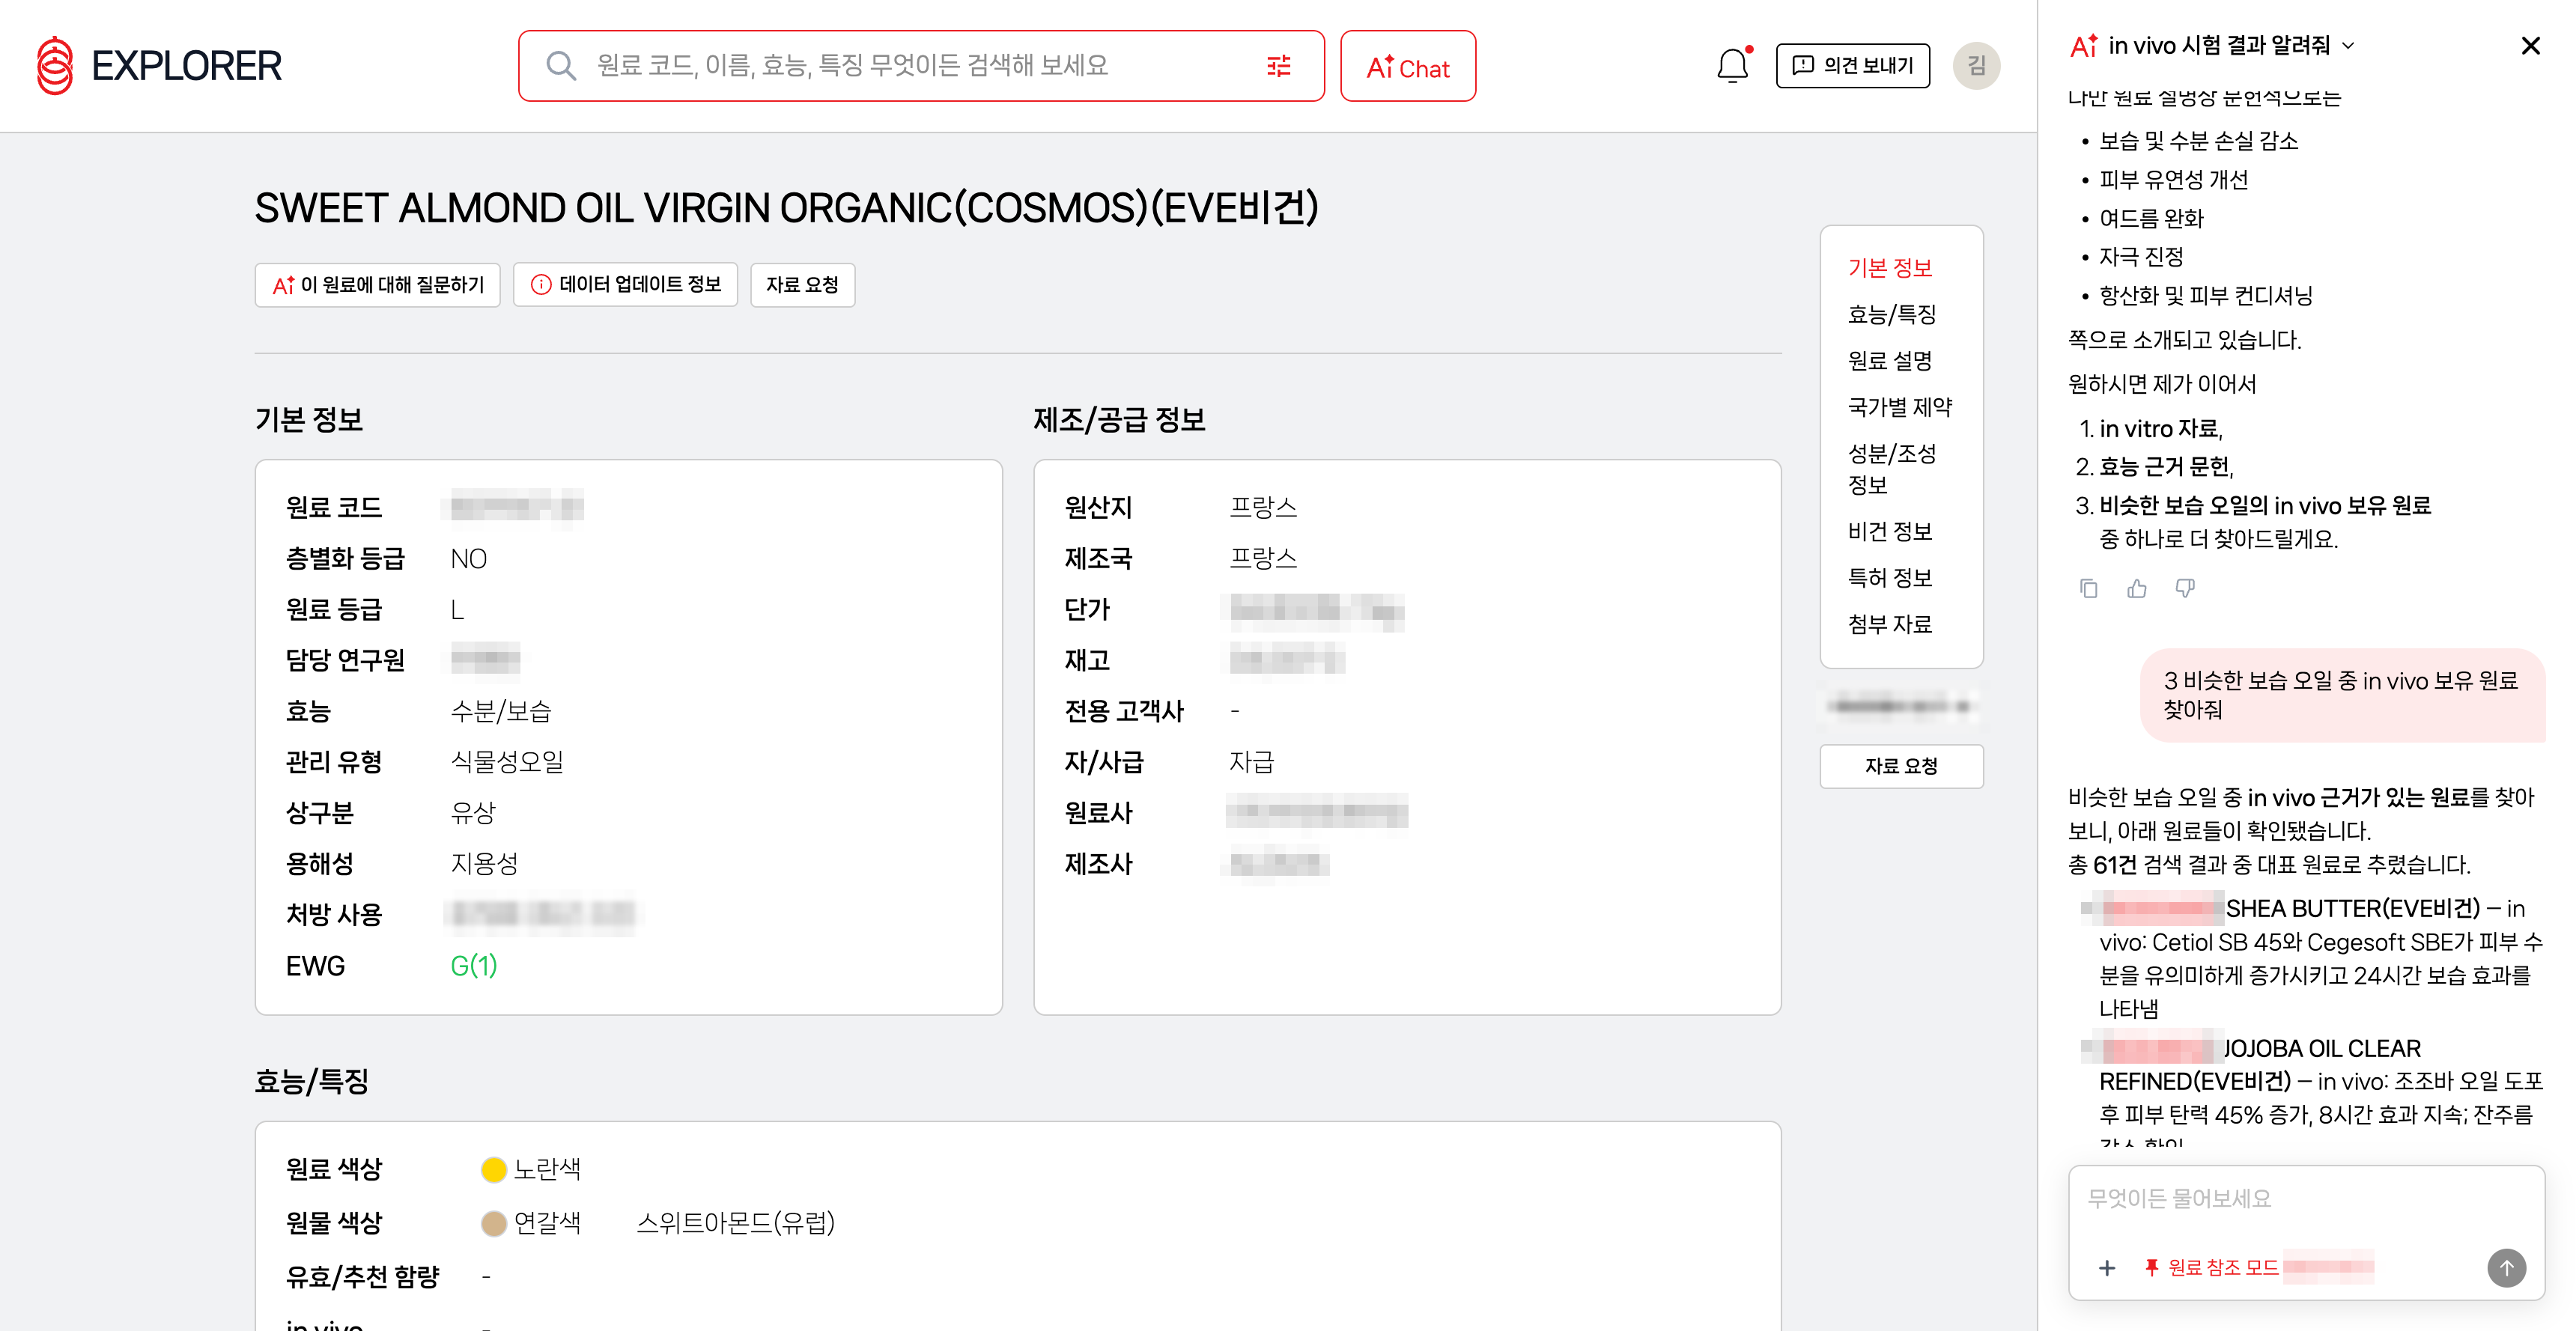 EXPLORER
원료 코드, 이름, 효능, 특징 무엇이든 검색해 보세요
Ai Chat
의견 보내기
김
SWEET ALMOND OIL VIRGIN ORGANIC(COSMOS)(EVE비건)
Ai 이 원료에 대해 질문하기
데이터 업데이트 정보
자료 요청
기본 정보
원료 코드
층별화 등급 NO
원료 등급 L
담당 연구원
효능 수분/보습
관리 유형 식물성오일
상구분 유상
용해성 지용성
처방 사용
EWG G(1)
제조/공급 정보
원산지 프랑스
제조국 프랑스
단가
재고
전용 고객사 -
자/사급 자급
원료사
제조사
효능/특징
원료 색상 노란색
원물 색상 연갈색 스위트아몬드(유럽)
유효/추천 함량 -
in vivo -
기본 정보
효능/특징
원료 설명
국가별 제약
성분/조성
정보
비건 정보
특허 정보
첨부 자료
자료 요청
Ai in vivo 시험 결과 알려줘
다만 원료 설명상 문헌적으로는
• 보습 및 수분 손실 감소
• 피부 유연성 개선
• 여드름 완화
• 자극 진정
• 항산화 및 피부 컨디셔닝
쪽으로 소개되고 있습니다.
원하시면 제가 이어서
1. in vitro 자료,
2. 효능 근거 문헌,
3. 비슷한 보습 오일의 in vivo 보유 원료
중 하나로 더 찾아드릴게요.
3 비슷한 보습 오일 중 in vivo 보유 원료
찾아줘
비슷한 보습 오일 중 in vivo 근거가 있는 원료를 찾아
보니, 아래 원료들이 확인됐습니다.
총 61건 검색 결과 중 대표 원료로 추렸습니다.
SHEA BUTTER(EVE비건) – in
vivo: Cetiol SB 45와 Cegesoft SBE가 피부 수
분을 유의미하게 증가시키고 24시간 보습 효과를
나타냄
JOJOBA OIL CLEAR
REFINED(EVE비건) – in vivo: 조조바 오일 도포
후 피부 탄력 45% 증가, 8시간 효과 지속; 잔주름
감소 확인
무엇이든 물어보세요
원료 참조 모드